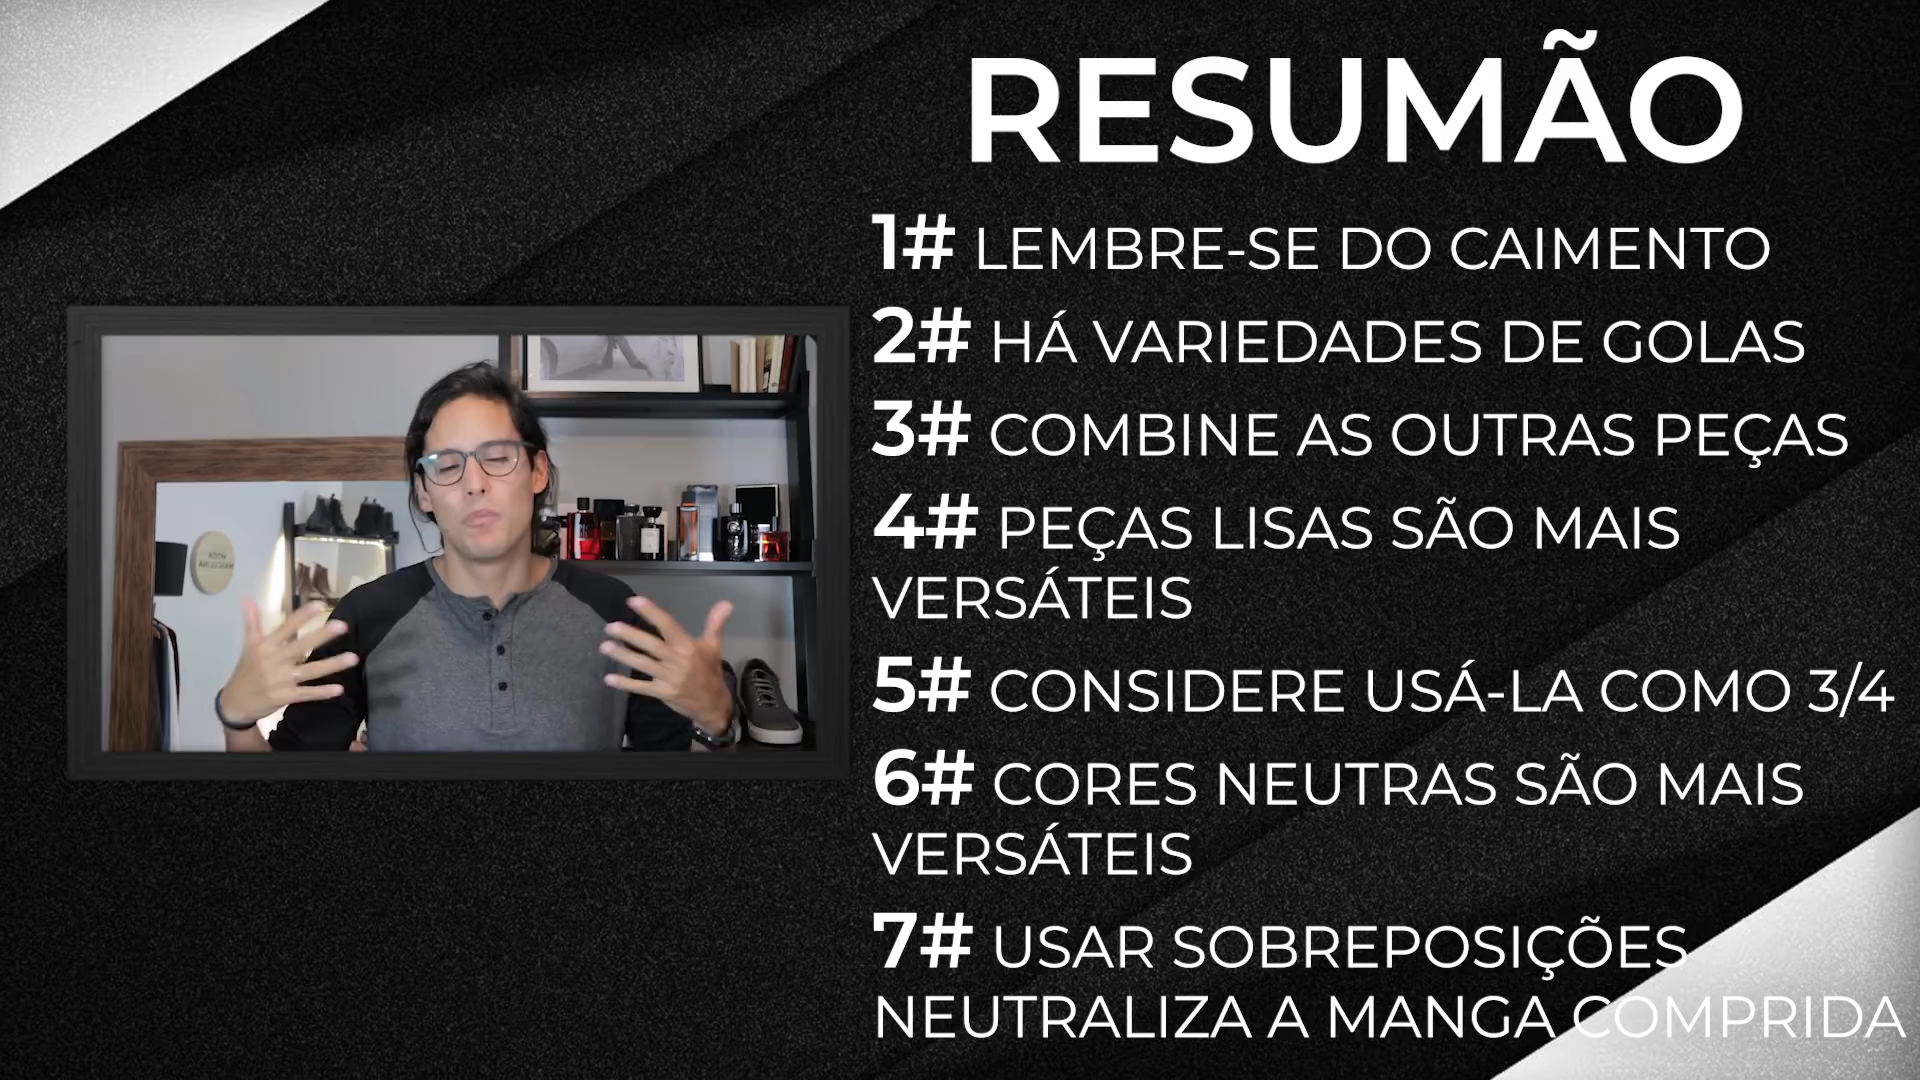 RESUMÃO
1# LEMBRE-SE DO CAIMENTO
2# HÁ VARIEDADES DE GOLAS
3# COMBINE AS OUTRAS PEÇAS
4# PEÇAS LISAS SÃO MAIS
VERSÁTEIS
5# CONSIDERE USÁ-LA COMO 3/4
6# CORES NEUTRAS SÃO MAIS
VERSÁTEIS
7# USAR SOBREPOSIÇÕES
NEUTRALIZA A MANGA COMPRIDA